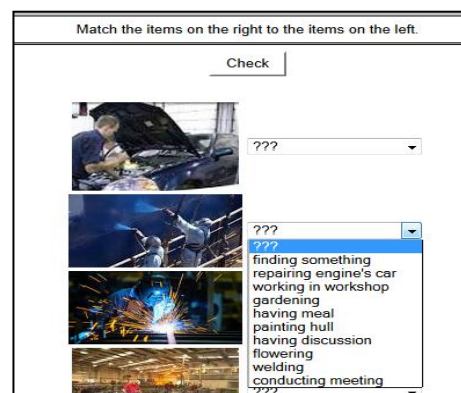 Match the items on the right to the items on the left.
Check
???
???
???
finding something
repairing engine's car
working in workshop
gardening
having meal
painting hull
having discussion
flowering
welding
conducting meeting
???